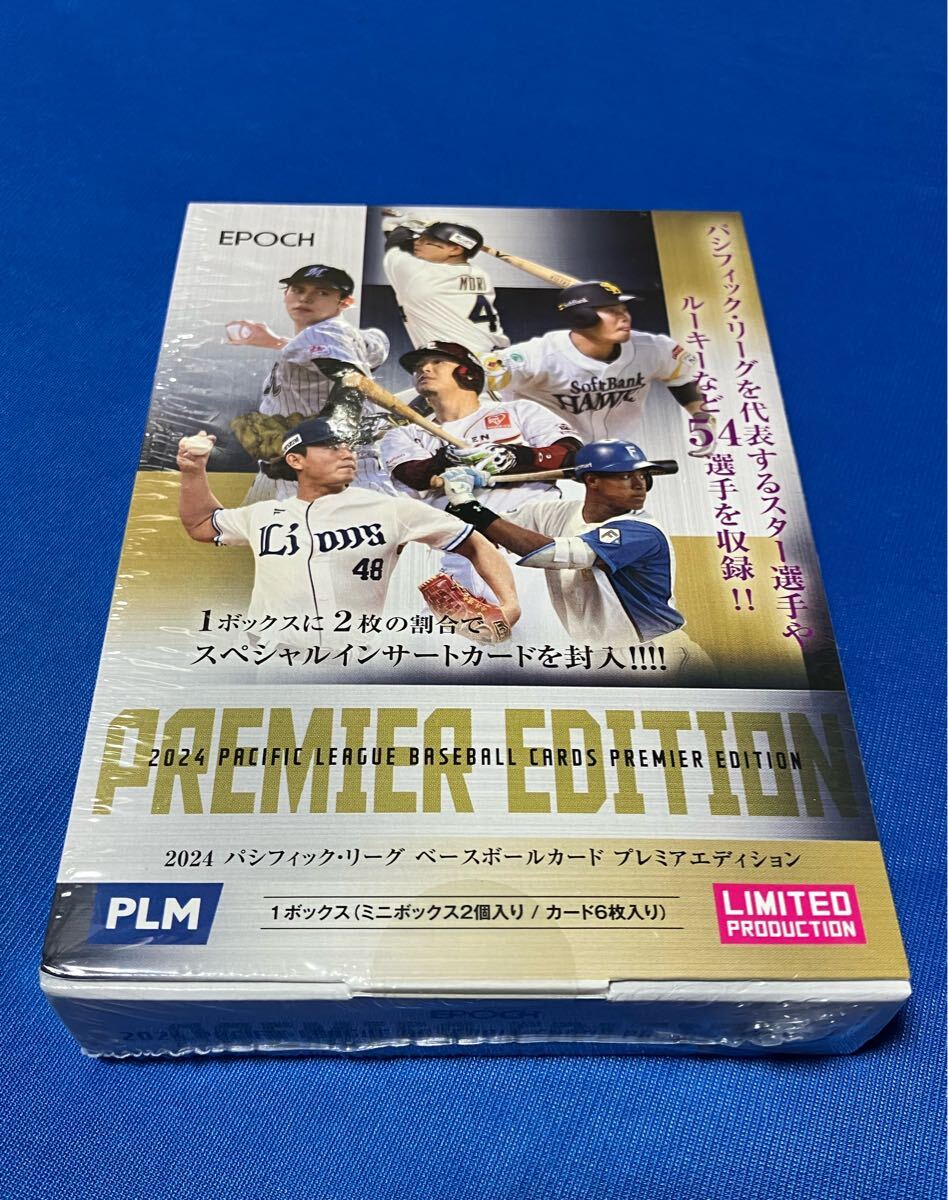 EPOCH
パシフィック・リーグを代表するスター選手や
ルーキーなど54選手を収録!!
M
MORI
4
SoftBank
HAWK
EN
F
Lions
48
1ボックスに2枚の割合で
スペシャルインサートカードを封入!!!!
PREMIER EDITION
2024 PACIFIC LEAGUE BASEBALL CARDS PREMIER EDITION
2024 パシフィック・リーグ ベースボールカード プレミアエディション
PLM
1ボックス(ミニボックス2個入り / カード6枚入り)
LIMITED
PRODUCTION
EPOCH